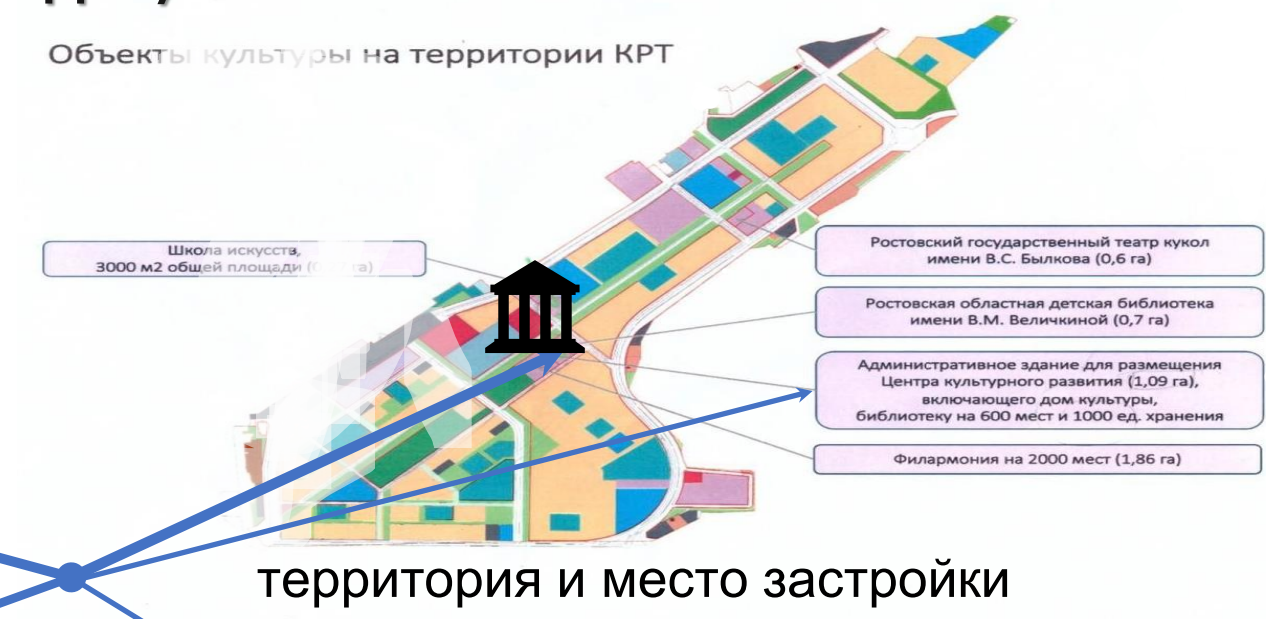 Объекты культуры на территории КРТ
Школа искусств,
3000 м2 общей площади
Ростовский государственный театр кукол
имени В.С. Былкова (0,6 га)
Ростовская областная детская библиотека
имени В.М. Величкиной (0,7 га)
Административное здание для размещения
Центра культурного развития (1,09 га),
включающего дом культуры,
библиотеку на 600 мест и 1000 ед. хранения
Филармония на 2000 мест (1,86 га)
территория и место застройки